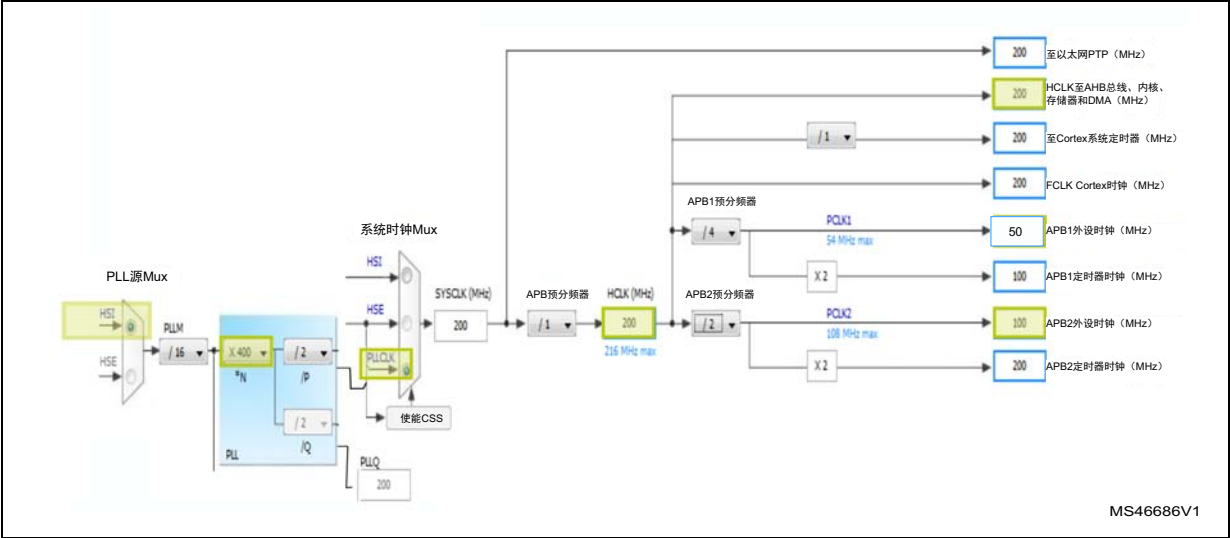 200
至以太网PTP（MHz）
200
HCLK至AHB总线、内核、
存储器和DMA（MHz）
/ 1
200
至Cortex系统定时器（MHz）
200
FCLK Cortex时钟（MHz）
APB1预分频器
/ 4
PCLK1
54 MHz max
50
APB1外设时钟（MHz）
X 2
100
APB1定时器时钟（MHz）
系统时钟Mux
HSI
HSE
PLLCLK
使能CSS
SYSCLK (MHz)
200
APB预分频器
/ 1
HCLK (MHz)
200
216 MHz max
APB2预分频器
/ 2
PCLK2
108 MHz max
100
APB2外设时钟（MHz）
X 2
200
APB2定时器时钟（MHz）
PLL源Mux
HSI
HSE
PLLM
/ 16
X 400
*N
/ 2
/P
/ 2
/Q
PLL
PLLQ
200
MS46686V1